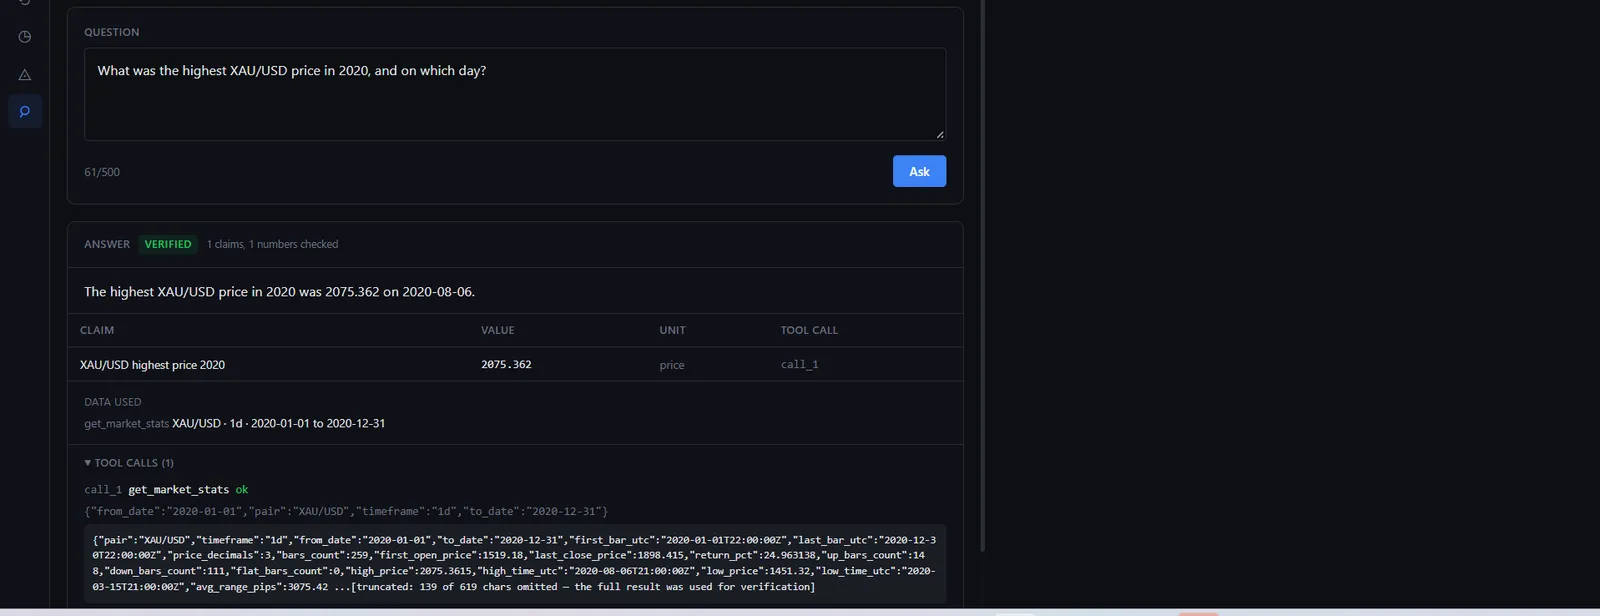 QUESTION
What was the highest XAU/USD price in 2020, and on which day?
61/500
Ask
ANSWER VERIFIED 1 claims, 1 numbers checked
The highest XAU/USD price in 2020 was 2075.362 on 2020-08-06.
CLAIM VALUE UNIT TOOL CALL
XAU/USD highest price 2020 2075.362 price call_1
DATA USED
get_market_stats XAU/USD · 1d · 2020-01-01 to 2020-12-31
▼ TOOL CALLS (1)
call_1 get_market_stats ok
{"from_date":"2020-01-01","pair":"XAU/USD","timeframe":"1d","to_date":"2020-12-31"}
{"pair":"XAU/USD","timeframe":"1d","from_date":"2020-01-01","to_date":"2020-12-31","first_bar_utc":"2020-01-01T22:00:00Z","last_bar_utc":"2020-12-3
0T22:00:00Z","price_decimals":3,"bars_count":259,"first_open_price":1519.18,"last_close_price":1898.415,"return_pct":24.963138,"up_bars_count":14
8,"down_bars_count":111,"flat_bars_count":0,"high_price":2075.3615,"high_time_utc":"2020-08-06T21:00:00Z","low_price":1451.32,"low_time_utc":"2020-
03-15T21:00:00Z","avg_range_pips":3075.42 ...[truncated: 139 of 619 chars omitted — the full result was used for verification]